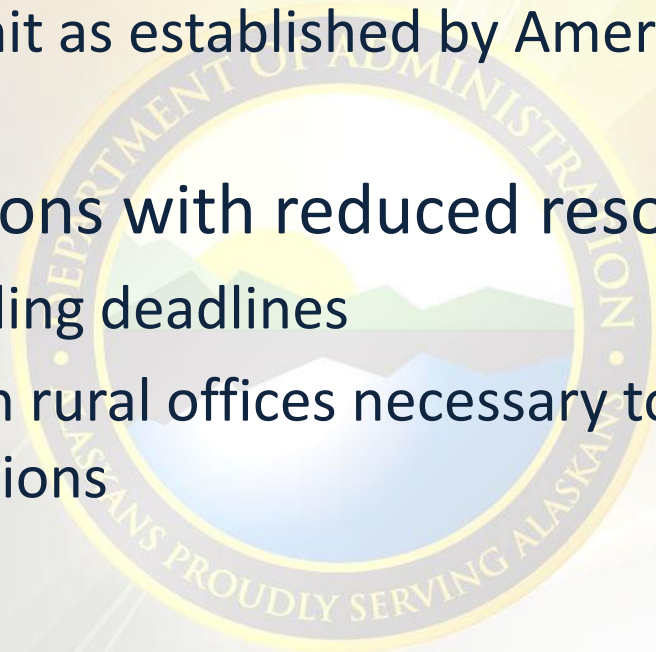 it as established by Amer
ons with reduced reso
ling deadlines
n rural offices necessary to
ions
DEPARTMENT OF ADMINISTRATION
ALASKANS PROUDLY SERVING ALASKANS